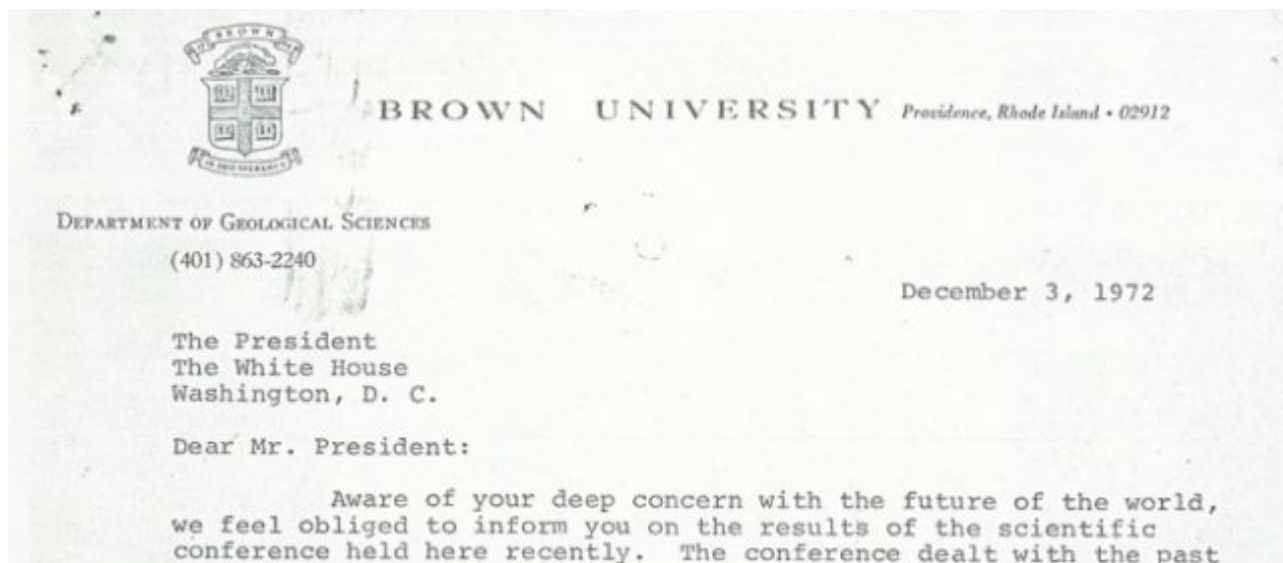 BROWN
BROWN UNIVERSITY Providence, Rhode Island • 02912
DEPARTMENT OF GEOLOGICAL SCIENCES
(401) 863-2240
December 3, 1972
The President
The White House
Washington, D. C.
Dear Mr. President:
Aware of your deep concern with the future of the world,
we feel obliged to inform you on the results of the scientific
conference held here recently. The conference dealt with the past